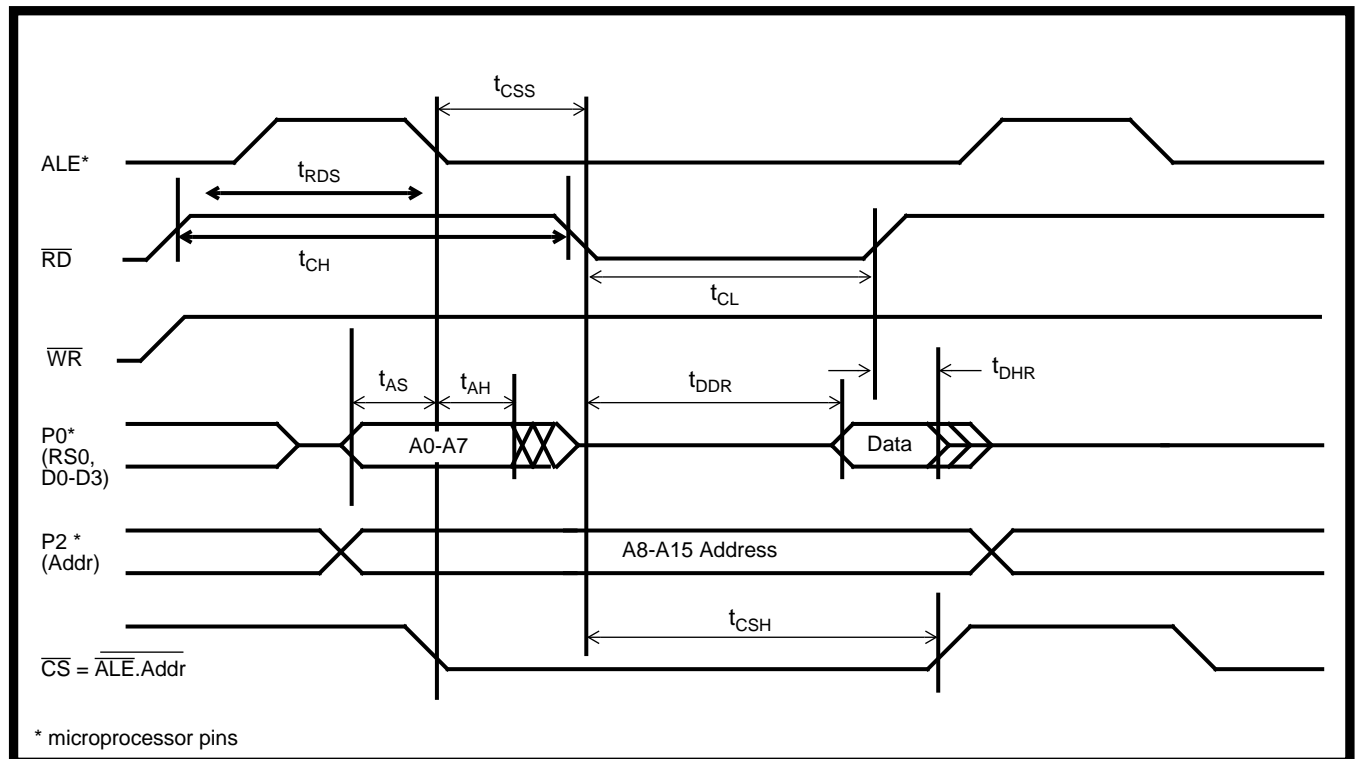 tCSS
ALE*
tRDS
RD
tCH
tCL
WR
tAS
tAH
tDDR
tDHR
P0*
(RS0,
D0-D3)
A0-A7
Data
P2 *
(Addr)
A8-A15 Address
tCSH
CS = ALE.Addr
* microprocessor pins